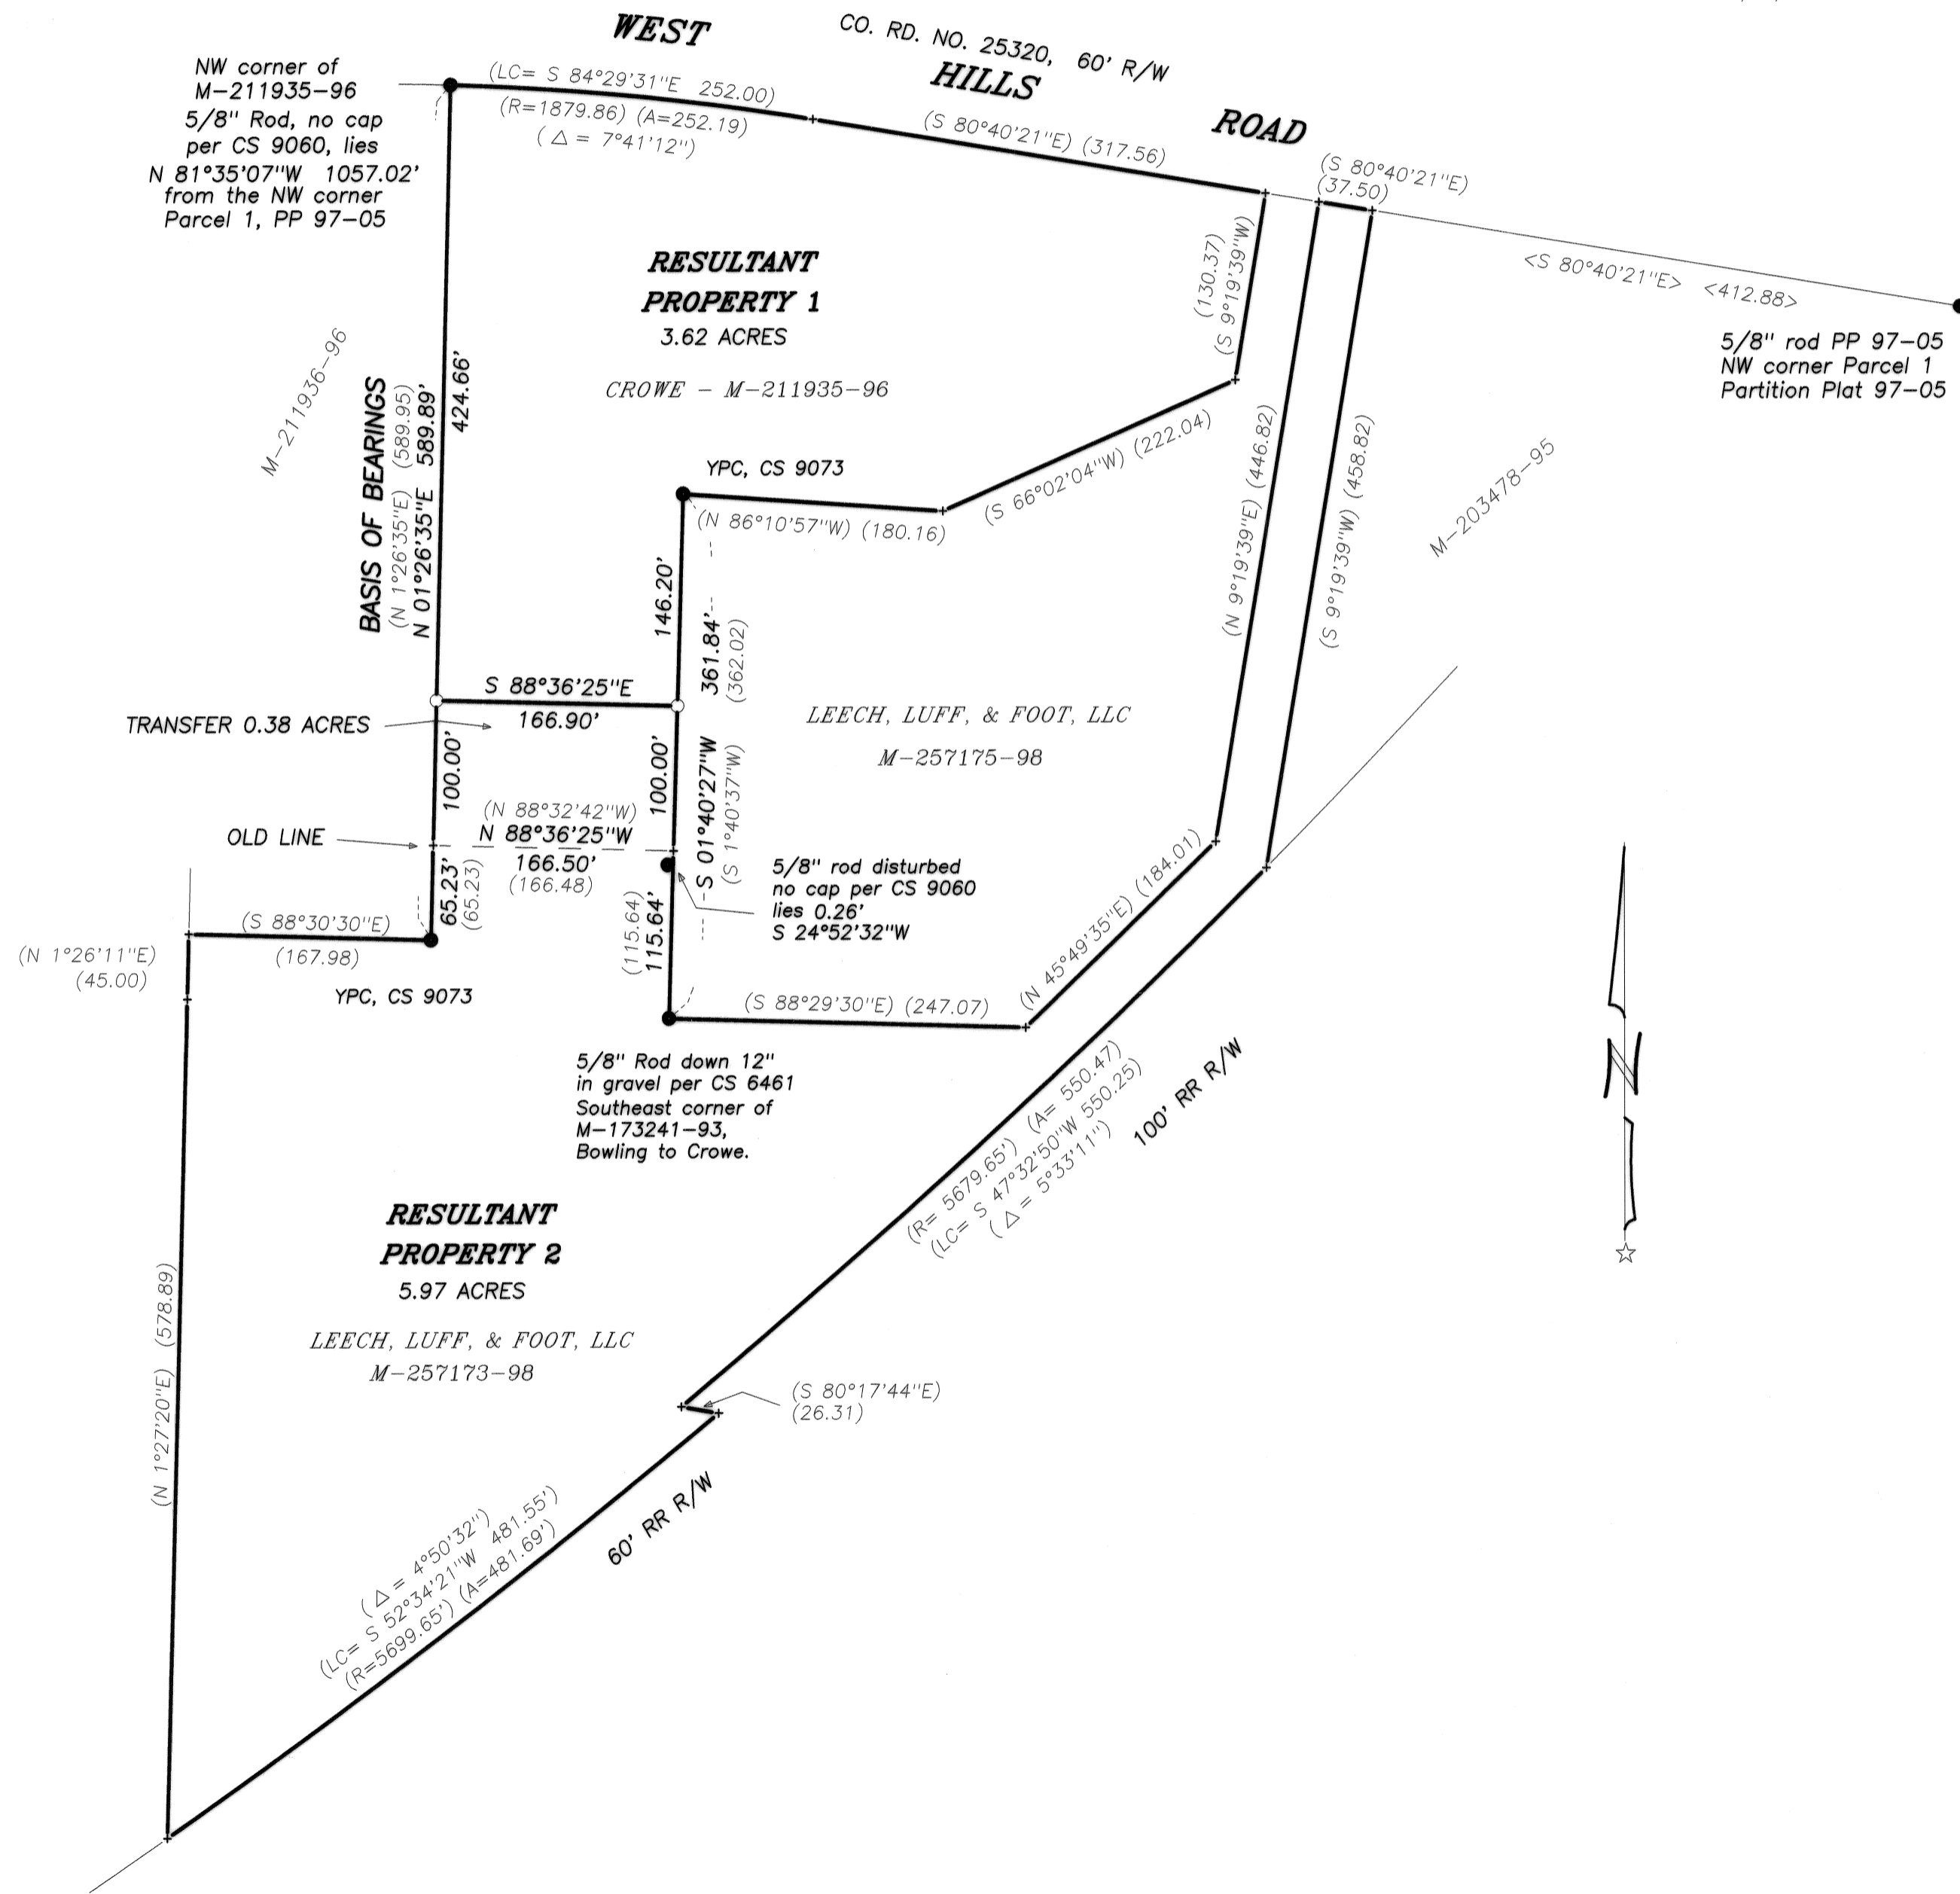 WEST
HILLS
ROAD
CO. RD. NO. 25320, 60' R/W
NW corner of
M-211935-96
5/8" Rod, no cap
per CS 9060, lies
N 81°35'07"W 1057.02'
from the NW corner
Parcel 1, PP 97-05
(LC= S 84°29'31"E 252.00)
(R=1879.86) (A=252.19)
( Δ = 7°41'12")
(S 80°40'21"E) (317.56)
(S 80°40'21"E)
(37.50)
<S 80°40'21"E> <412.88>
5/8" rod PP 97-05
NW corner Parcel 1
Partition Plat 97-05
RESULTANT
PROPERTY 1
3.62 ACRES
CROWE - M-211935-96
(130.37)
(S 9°19'39"W)
M-211936-96
BASIS OF BEARINGS
(N 1°26'35"E) (589.95)
N 01°26'35"E 589.89'
424.66'
YPC, CS 9073
(N 86°10'57"W) (180.16)
(S 66°02'04"W) (222.04)
(N 9°19'39"E) (446.82)
(S 9°19'39"W) (458.82)
M-203478-95
146.20'
361.84'
(362.02)
S 88°36'25"E
166.90'
TRANSFER 0.38 ACRES
LEECH, LUFF, & FOOT, LLC
M-257175-98
100.00'
100.00'
S 01°40'27"W
(S 1°40'37"W)
(N 88°32'42"W)
N 88°36'25"W
166.50'
(166.48)
OLD LINE
65.23'
(65.23)
5/8" rod disturbed
no cap per CS 9060
lies 0.26'
S 24°52'32"W
(115.64)
115.64'
(S 88°30'30"E)
(167.98)
(N 1°26'11"E)
(45.00)
YPC, CS 9073
(S 88°29'30"E) (247.07)
(N 45°49'35"E) (184.01)
5/8" Rod down 12"
in gravel per CS 6461
Southeast corner of
M-173241-93,
Bowling to Crowe.
(R= 5679.65') (A= 550.47)
(LC= S 47°32'50"W 550.25)
( Δ = 5°33'11")
100' RR R/W
N
RESULTANT
PROPERTY 2
5.97 ACRES
LEECH, LUFF, & FOOT, LLC
M-257173-98
(N 1°27'20"E) (578.89)
(S 80°17'44"E)
(26.31)
60' RR R/W
( Δ = 4°50'32")
(LC= S 52°34'21"W 481.55')
(R=5699.65') (A=481.69')